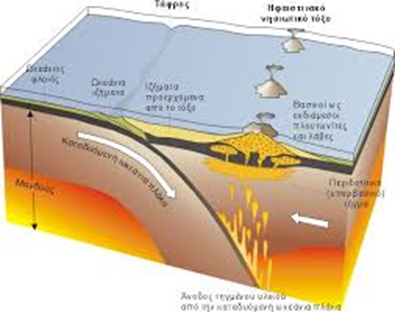 Τάφρος
Ηφαιστειακό
νησιωτικό τόξο
Ωκεάνιος
φλοιός
Ωκεάνια
ιζήματα
Ιζήματα
προερχόμενα
από το τόξο
Βασικοί ως
ενδιάμεσοι
πλουτωνίτες
και λάβες
Καταδυόμενη ωκεάνια πλάκα
Μανδύας
Περιδοτιτικό
(υπερβασικό)
τήγμα
Άνοδος τηγμένου υλικού
από την καταδυόμενη ωκεάνια πλάκα